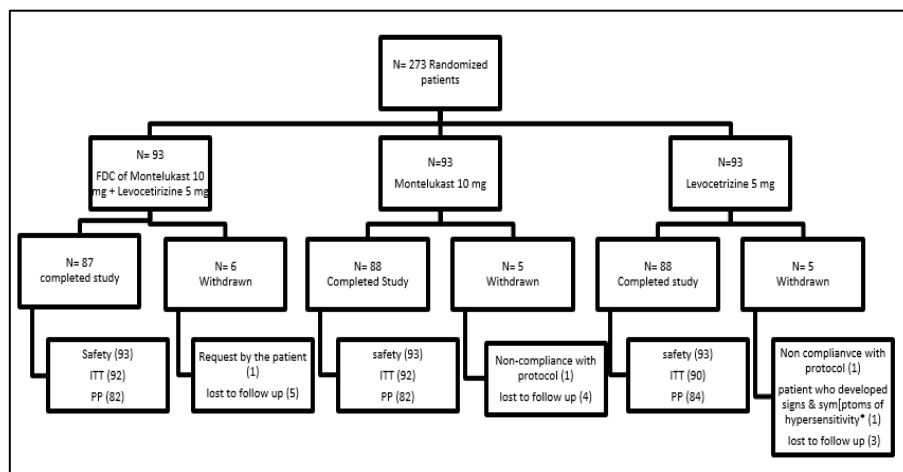 N= 273 Randomized
patients
N= 93
FDC of Montelukast 10
mg + Levocetirizine 5 mg
N=93
Montelukast 10 mg
N=93
Levocetrizine 5 mg
N= 87
completed study
N= 6
Withdrawn
N= 88
Completed Study
N= 5
Withdrawn
N= 88
Completed study
N= 5
Withdrawn
Safety (93)
ITT (92)
PP (82)
Request by the patient
(1)
lost to follow up (5)
safety (93)
ITT (92)
PP (82)
Non-compliance with
protocol (1)
lost to follow up (4)
safety (93)
ITT (90)
PP (84)
Non complianvce with
protocol (1)
patient who developed
signs & sym[ptoms of
hypersensitivity* (1)
lost to follow up (3)